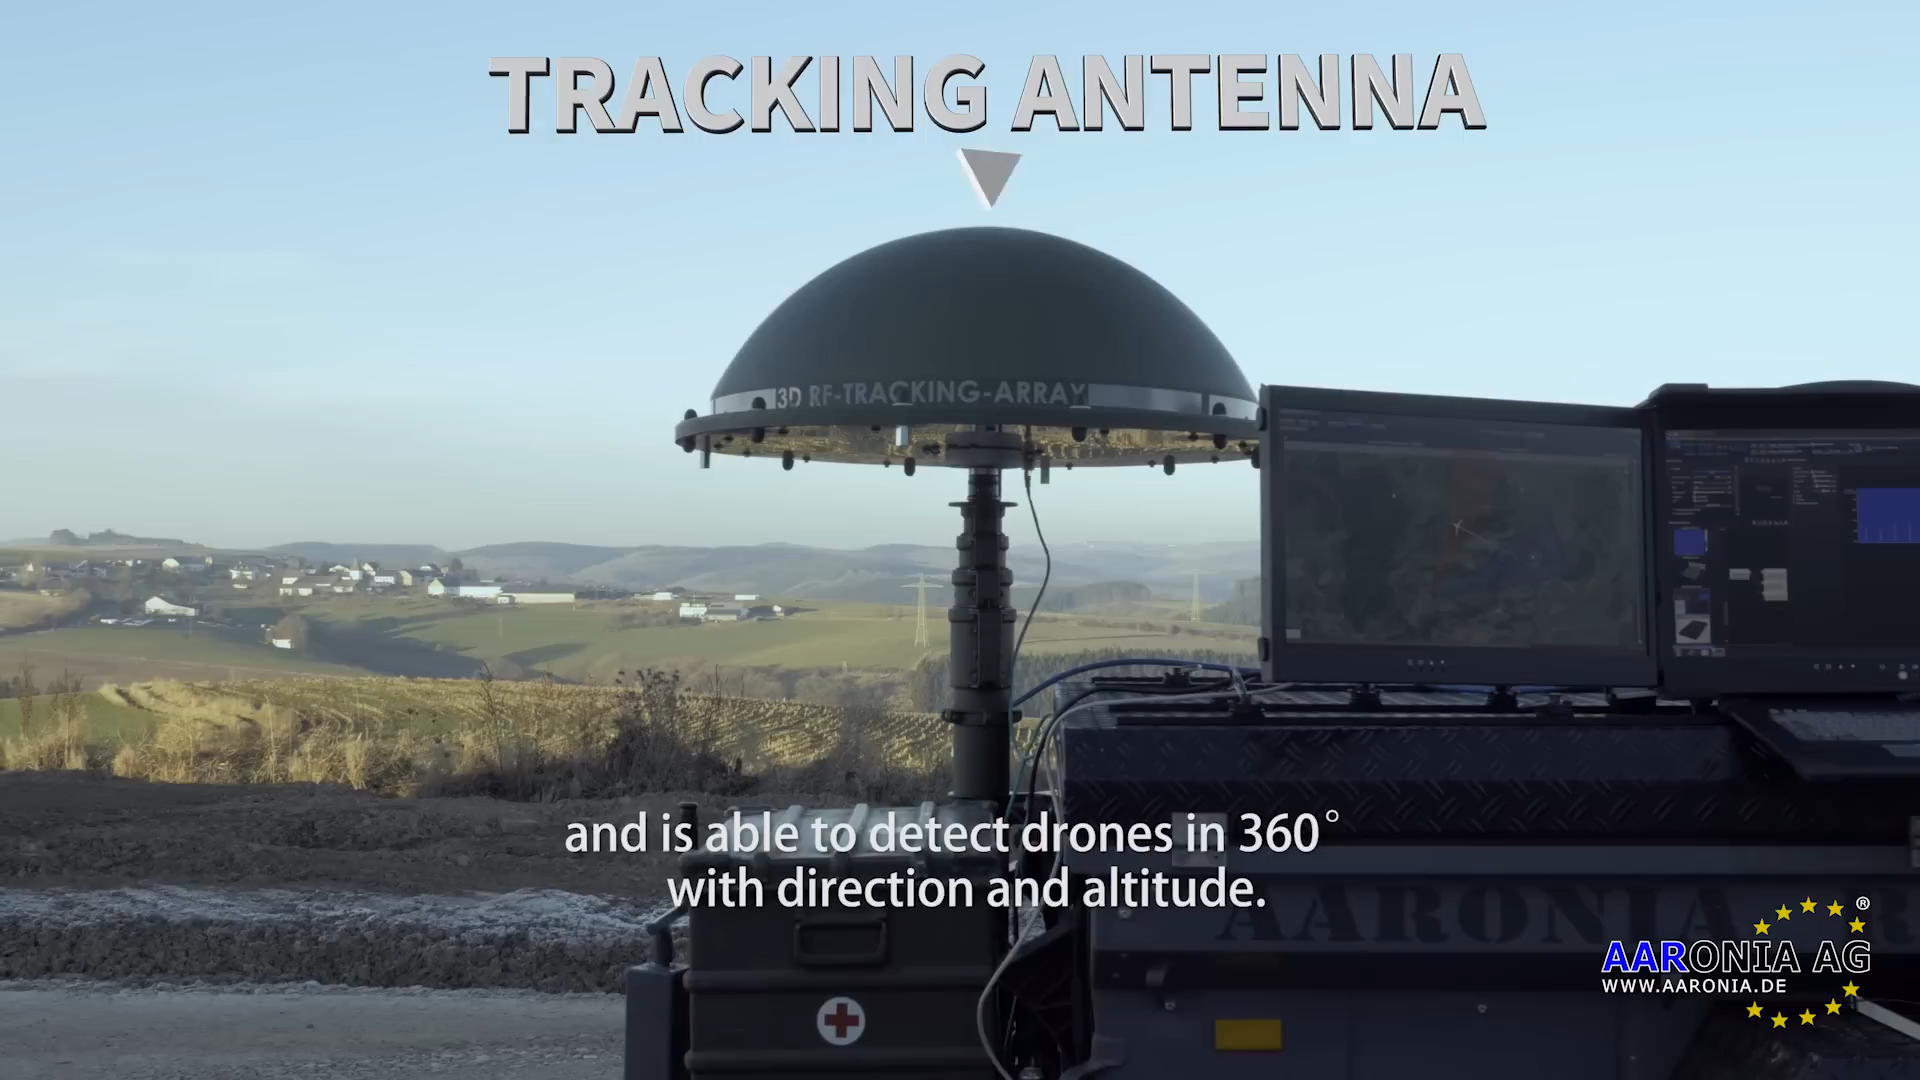 TRACKING ANTENNA
3D RF-TRACKING-ARRAY
and is able to detect drones in 360°
with direction and altitude.
AARONIA
®
AARONIA AG
WWW.AARONIA.DE